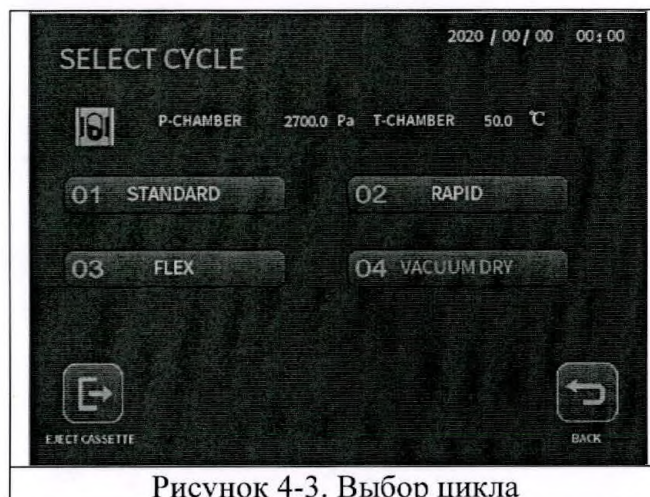 2020 / 00 / 00 00:00
SELECT CYCLE
P-CHAMBER 2700.0 Pa T-CHAMBER 50.0 ℃
01 STANDARD
02 RAPID
03 FLEX
04 VACUUM DRY
EJECT CASSETTE
BACK
Рисунок 4-3. Выбор цикла